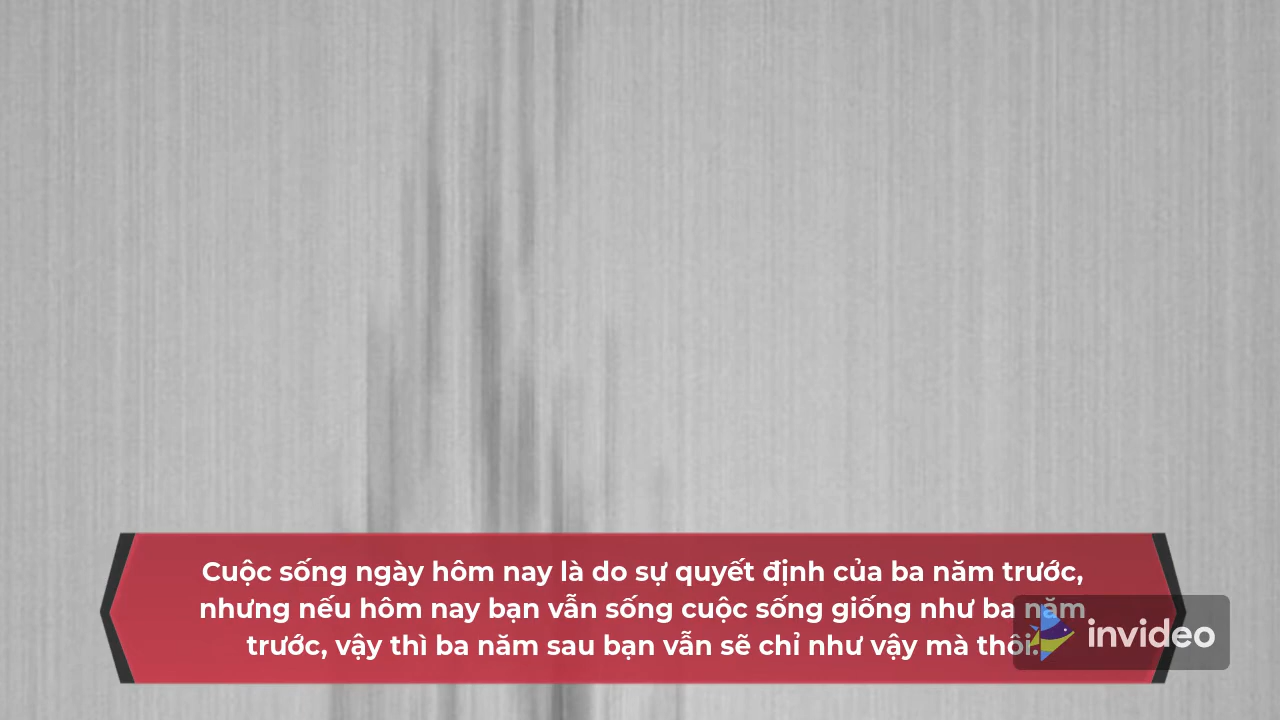 Cuộc sống ngày hôm nay là do sự quyết định của ba năm trước,
nhưng nếu hôm nay bạn vẫn sống cuộc sống giống như ba năm
trước, vậy thì ba năm sau bạn vẫn sẽ chỉ như vậy mà thôi.
invideo